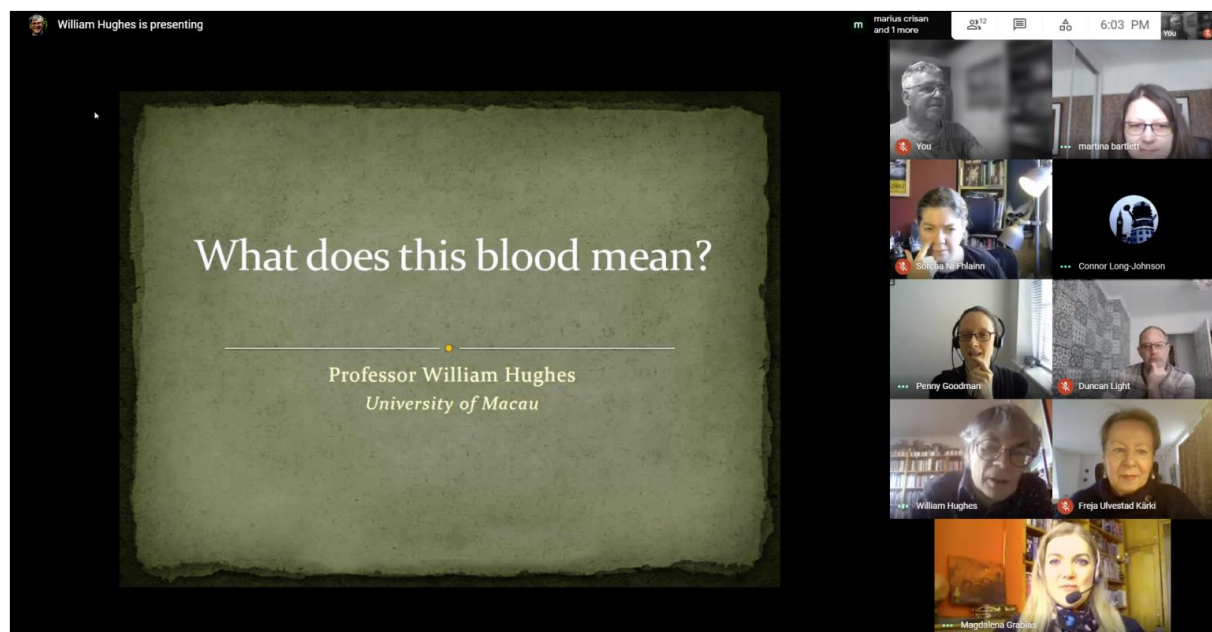 William Hughes is presenting
m
marius crisan
and 1 more
12
6:03 PM
You
What does this blood mean?
Professor William Hughes
University of Macau
You
martina bartlett
Sorcha Ni Fhlainn
Connor Long-Johnson
Penny Goodman
Duncan Light
William Hughes
Freja Ulvestad Kärki
Magdalena Grabias